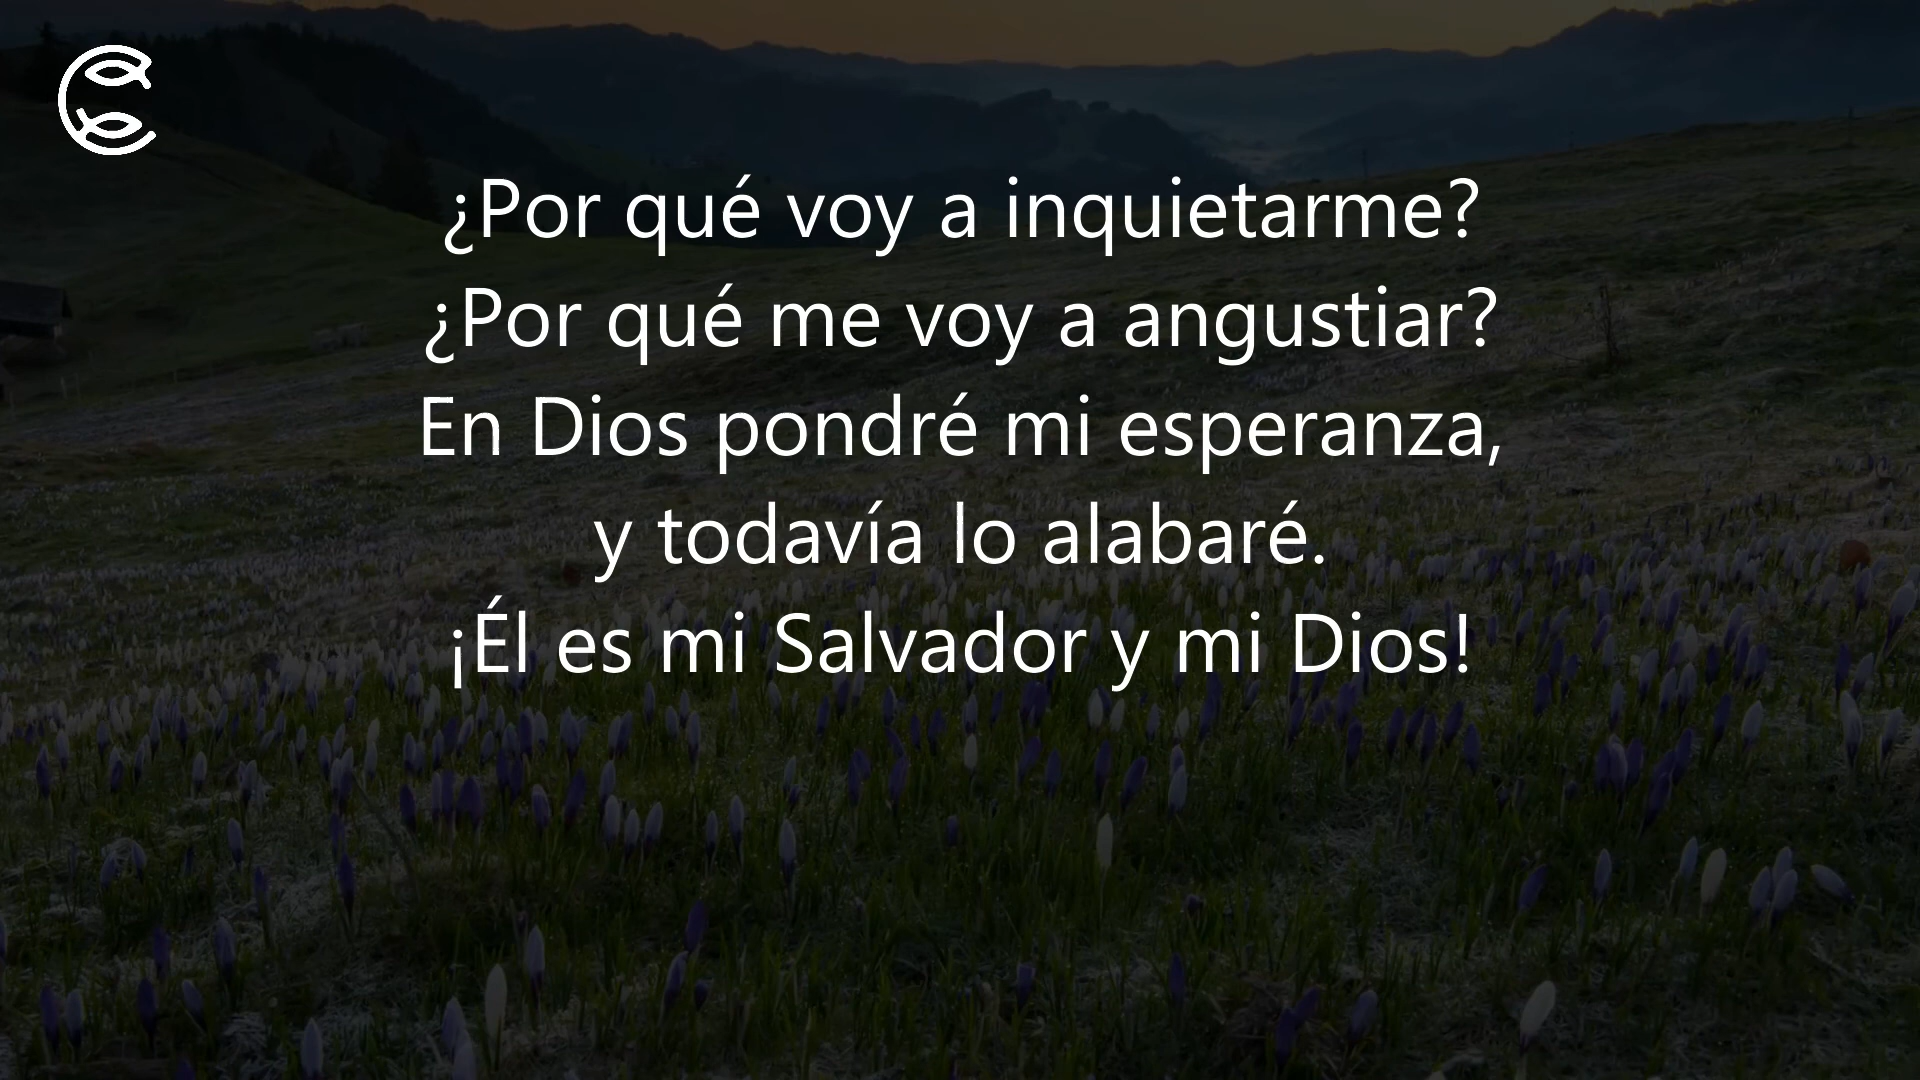 ¿Por qué voy a inquietarme?
¿Por qué me voy a angustiar?
En Dios pondré mi esperanza,
y todavía lo alabaré.
¡Él es mi Salvador y mi Dios!